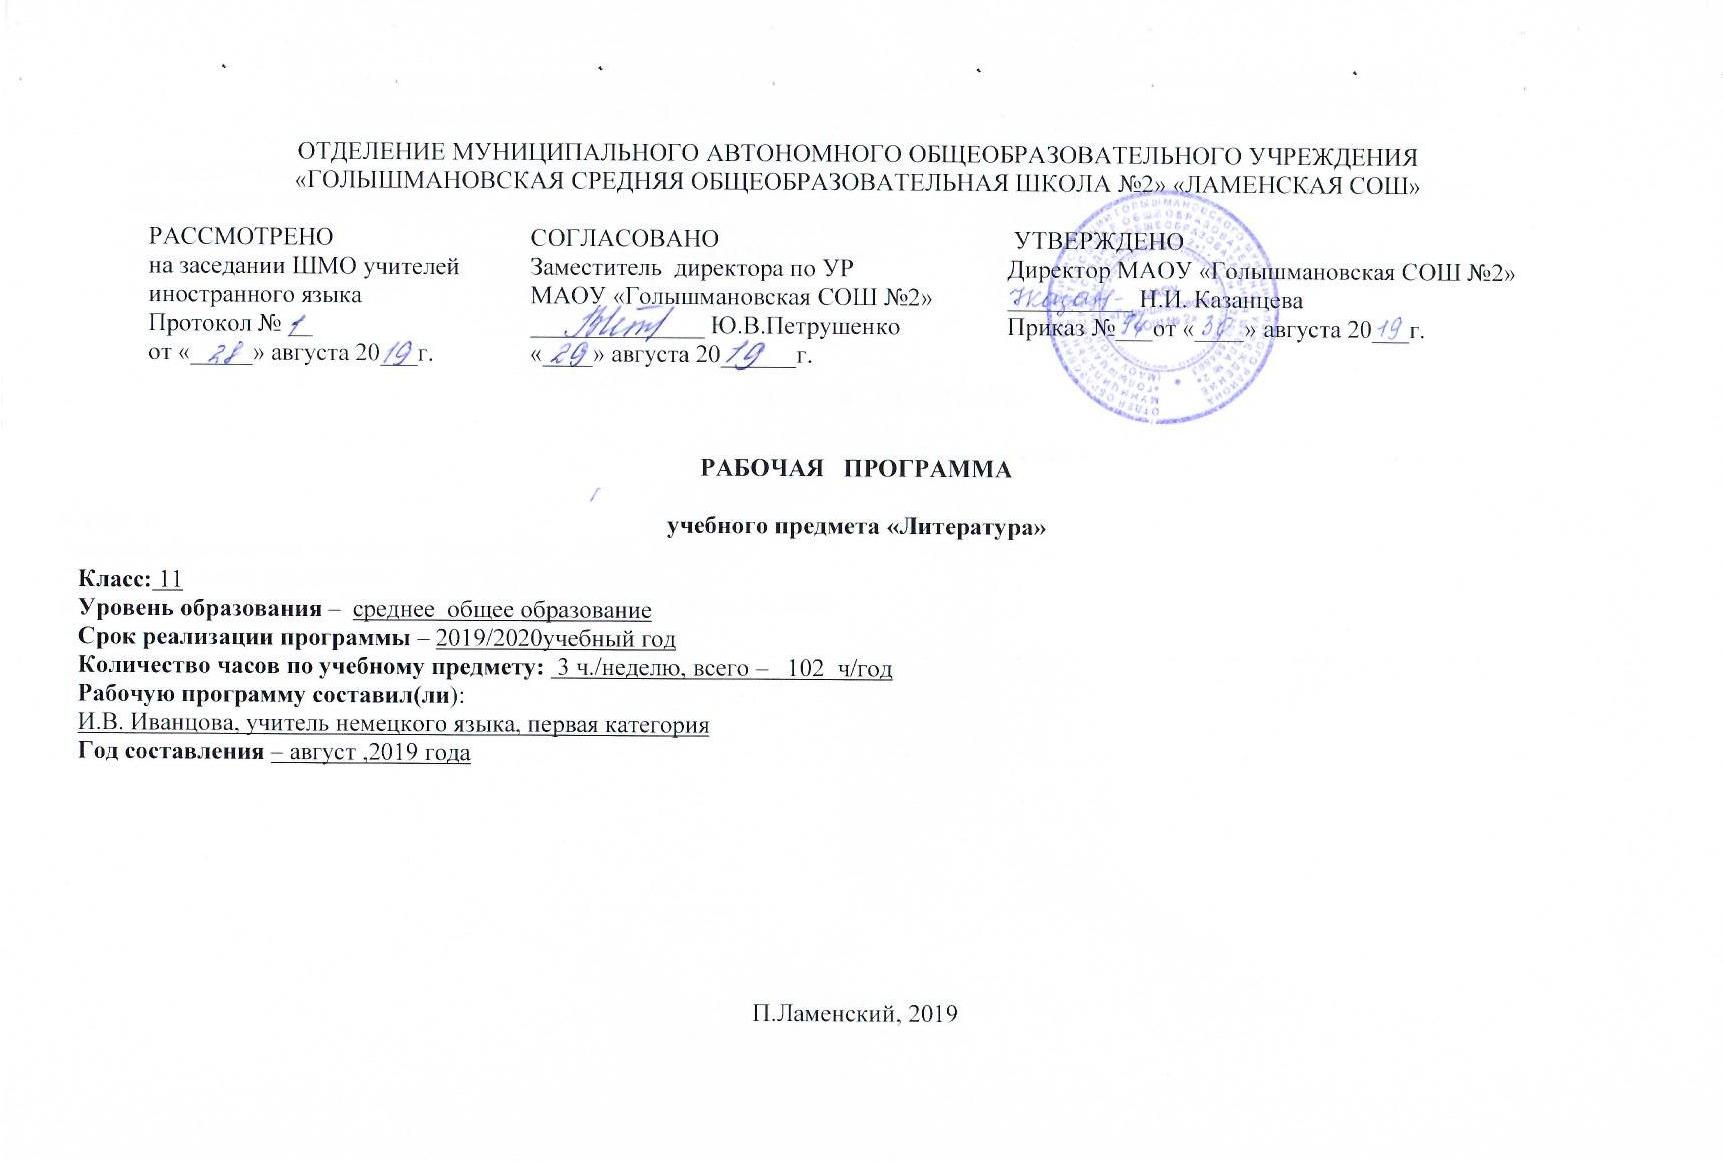 ОТДЕЛЕНИЕ МУНИЦИПАЛЬНОГО АВТОНОМНОГО ОБЩЕОБРАЗОВАТЕЛЬНОГО УЧРЕЖДЕНИЯ
«ГОЛЫШМАНОВСКАЯ СРЕДНЯЯ ОБЩЕОБРАЗОВАТЕЛЬНАЯ ШКОЛА №2» «ЛАМЕНСКАЯ СОШ»
РАССМОТРЕНО
на заседании ШМО учителей
иностранного языка
Протокол № 1
от «28» августа 2019 г.
СОГЛАСОВАНО
Заместитель директора по УР
МАОУ «Голышмановская СОШ №2»
Ю.В.Петрушенко
«29» августа 2019 г.
УТВЕРЖДЕНО
Директор МАОУ «Голышмановская СОШ №2»
Н.И. Казанцева
Приказ № от «30» августа 2019 г.
РАБОЧАЯ ПРОГРАММА
учебного предмета «Литература»
Класс: 11
Уровень образования – среднее общее образование
Срок реализации программы – 2019/2020учебный год
Количество часов по учебному предмету: 3 ч./неделю, всего – 102 ч/год
Рабочую программу составил(ли):
И.В. Иванцова, учитель немецкого языка, первая категория
Год составления – август ,2019 года
П.Ламенский, 2019